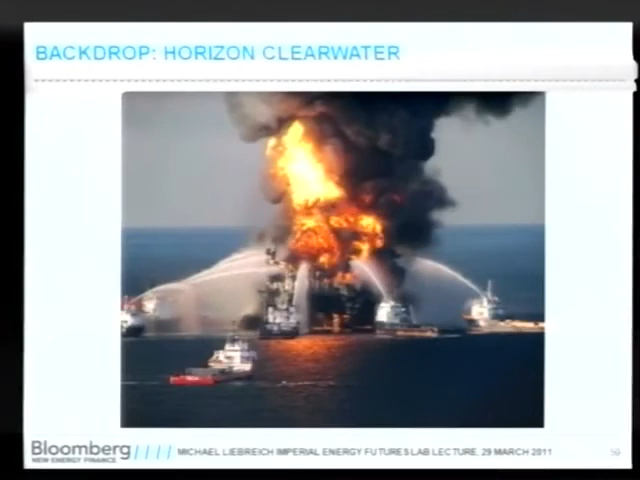 BACKDROP: HORIZON CLEARWATER
Bloomberg
NEW ENERGY FINANCE
MICHAEL LIEBREICH IMPERIAL ENERGY FUTURES LAB LECTURE, 29 MARCH 2011